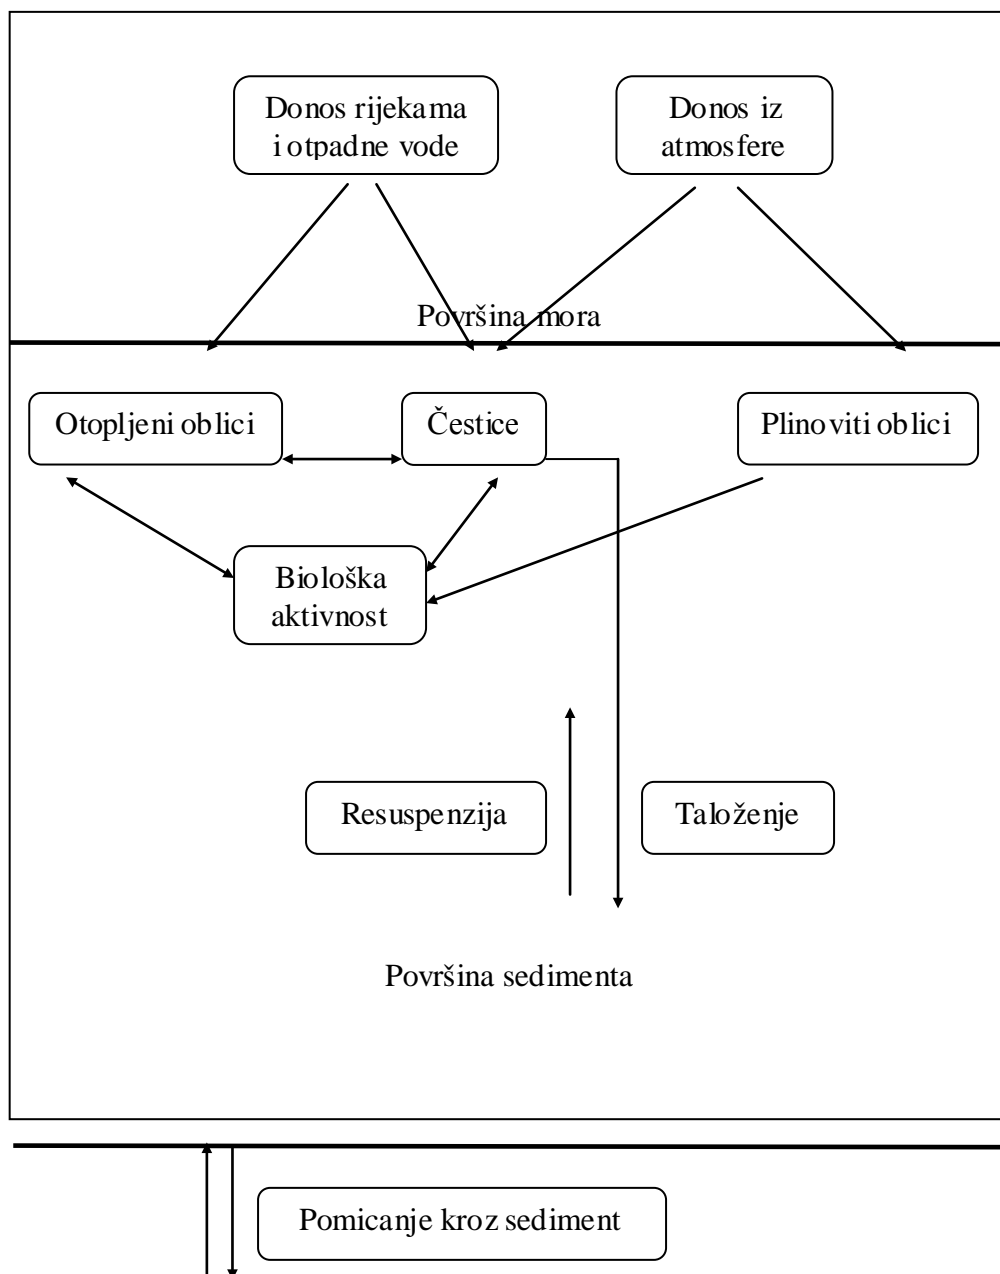 Donos rijekama
i otpadne vode
Donos iz
atmosfere
Površina mora
Otopljeni oblici
Čestice
Plinoviti oblici
Biološka
aktivnost
Resuspenzija
Taloženje
Površina sedimenta
Pomicanje kroz sediment